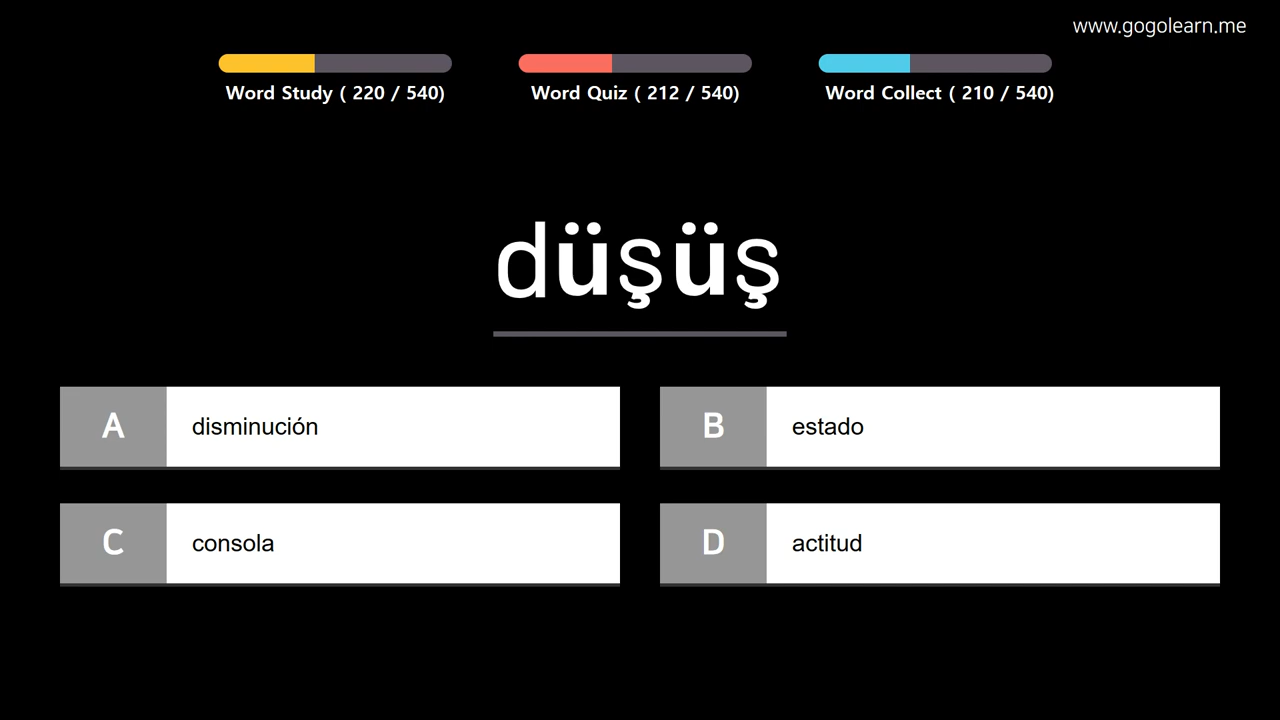 www.gogolearn.me
Word Study ( 220 / 540)
Word Quiz ( 212 / 540)
Word Collect ( 210 / 540)
düşüş
A disminución
B estado
C consola
D actitud